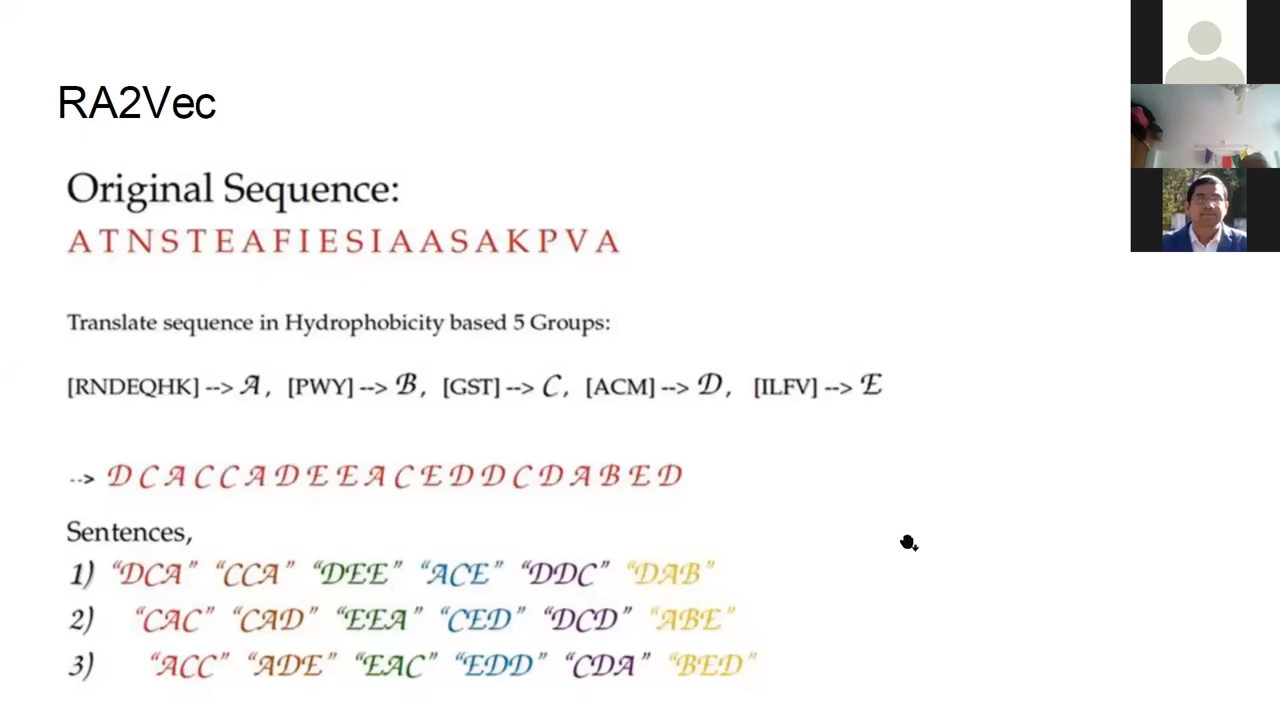 RA2Vec
Original Sequence:
A T N S T E A F I E S I A A S A K P V A
Translate sequence in Hydrophobicity based 5 Groups:
[RNDEQHK] --> A, [PWY] --> B, [GST] --> C, [ACM] --> D, [ILFV] --> E
--> D C A C C A D E E A C E D D C D A B E D
Sentences,
1) “DCA” “CCA” “DEE” “ACE” “DDC” “DAB”
2) “CAC” “CAD” “EEA” “CED” “DCD” “ABE”
3) “ACC” “ADE” “EAC” “EDD” “CDA” “BED”